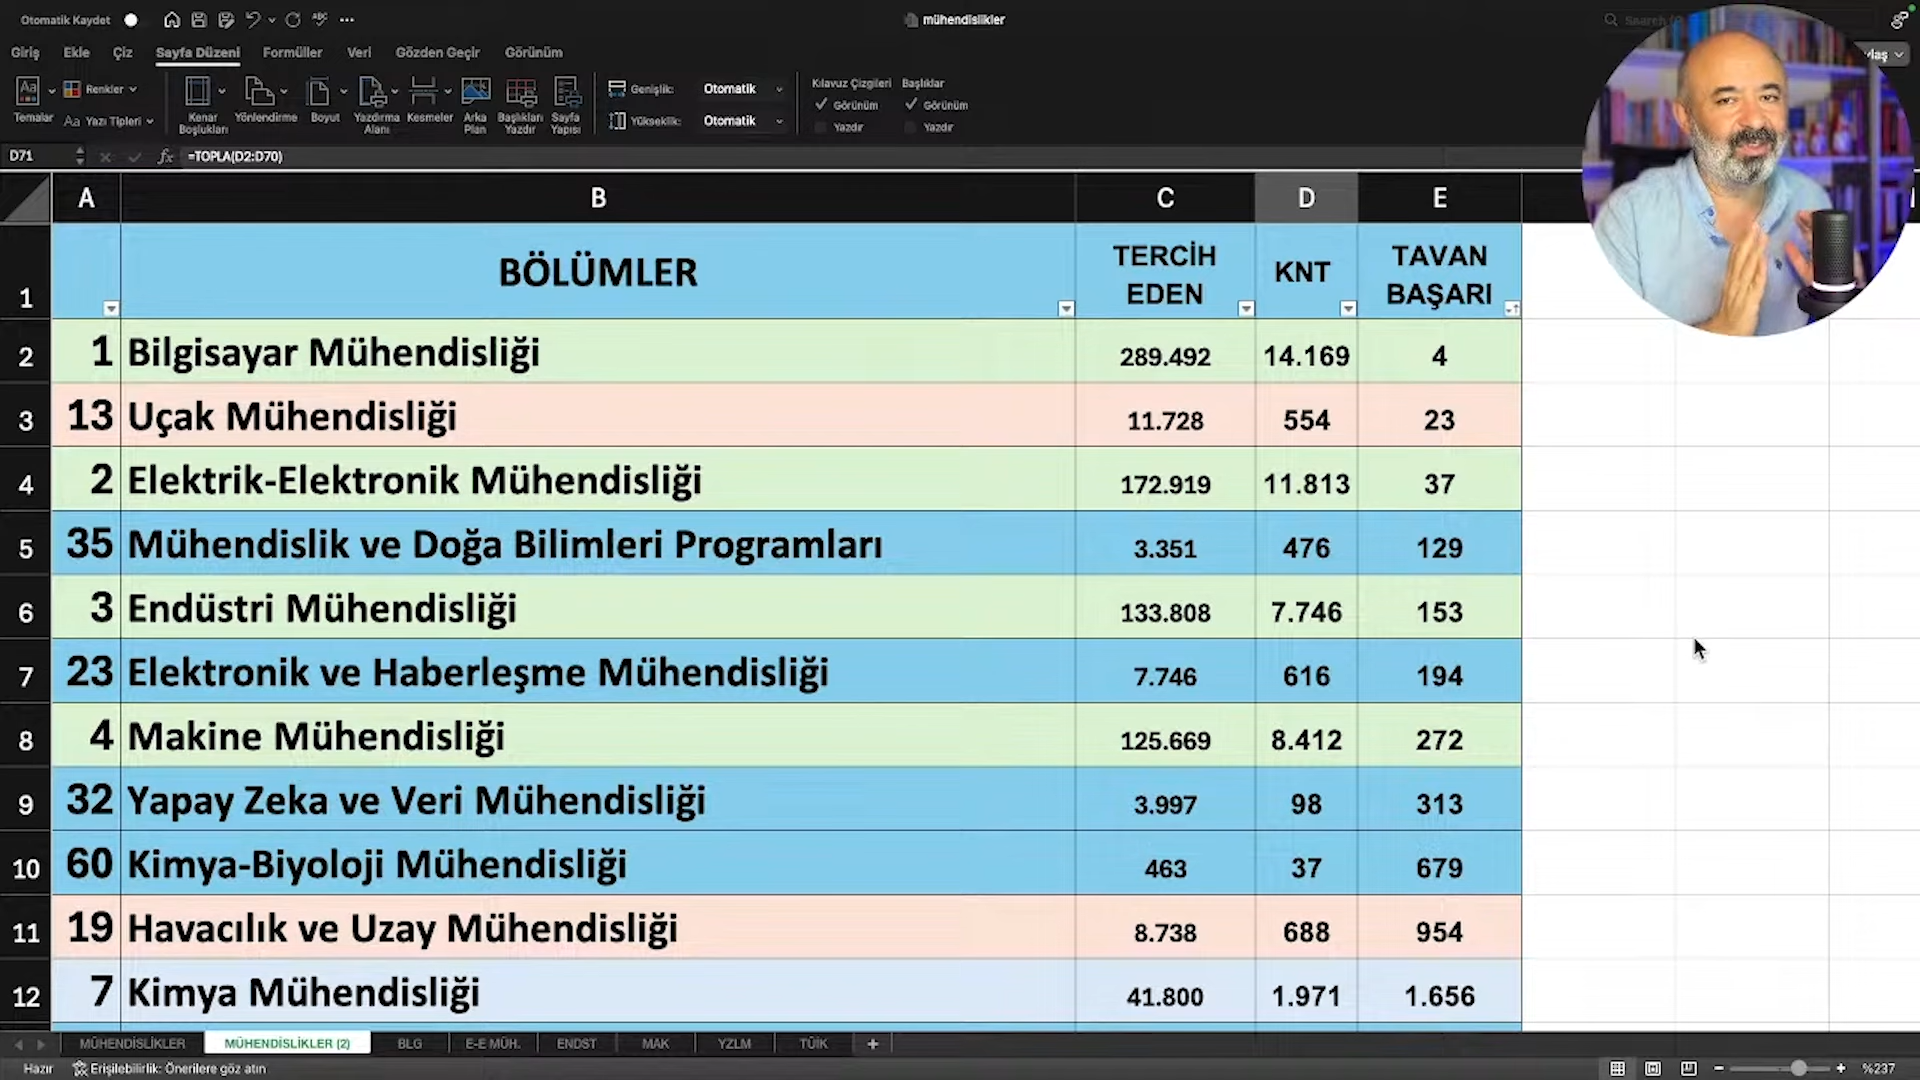 Otomatik Kaydet
mühendislikler
Search
Giriş Ekle Çiz Sayfa Düzeni Formüller Veri Gözden Geçir Görünüm
Temalar
Renkler
Yazı Tipleri
Kenar Boşlukları
Yönlendirme
Boyut
Yazdırma Alanı
Kesmeler
Arka Plan
Başlıkları Yazdır
Sayfa Yapısı
Genişlik: Otomatik
Yükseklik: Otomatik
Kılavuz Çizgileri Başlıklar
Görünüm Görünüm
Yazdır Yazdır
D71 fx =TOPLA(D2:D70)
A B C D E
1 BÖLÜMLER TERCİH EDEN KNT TAVAN BAŞARI
2 1 Bilgisayar Mühendisliği 289.492 14.169 4
3 13 Uçak Mühendisliği 11.728 554 23
4 2 Elektrik-Elektronik Mühendisliği 172.919 11.813 37
5 35 Mühendislik ve Doğa Bilimleri Programları 3.351 476 129
6 3 Endüstri Mühendisliği 133.808 7.746 153
7 23 Elektronik ve Haberleşme Mühendisliği 7.746 616 194
8 4 Makine Mühendisliği 125.669 8.412 272
9 32 Yapay Zeka ve Veri Mühendisliği 3.997 98 313
10 60 Kimya-Biyoloji Mühendisliği 463 37 679
11 19 Havacılık ve Uzay Mühendisliği 8.738 688 954
12 7 Kimya Mühendisliği 41.800 1.971 1.656
MÜHENDİSLİKLER MÜHENDİSLİKLER (2) BLG E-E MÜH. ENDST MAK YZLM TÜİK +
Hazır Erişilebilirlik: Önerilere göz atın %237